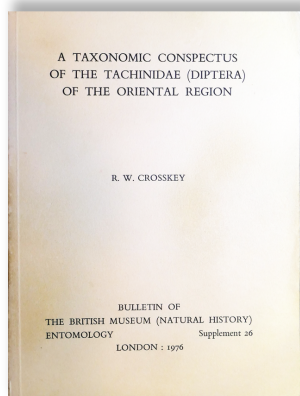 A TAXONOMIC CONSPECTUS
OF THE TACHINIDAE (DIPTERA)
OF THE ORIENTAL REGION
R. W. CROSSKEY
BULLETIN OF
THE BRITISH MUSEUM (NATURAL HISTORY)
ENTOMOLOGY Supplement 26
LONDON : 1976